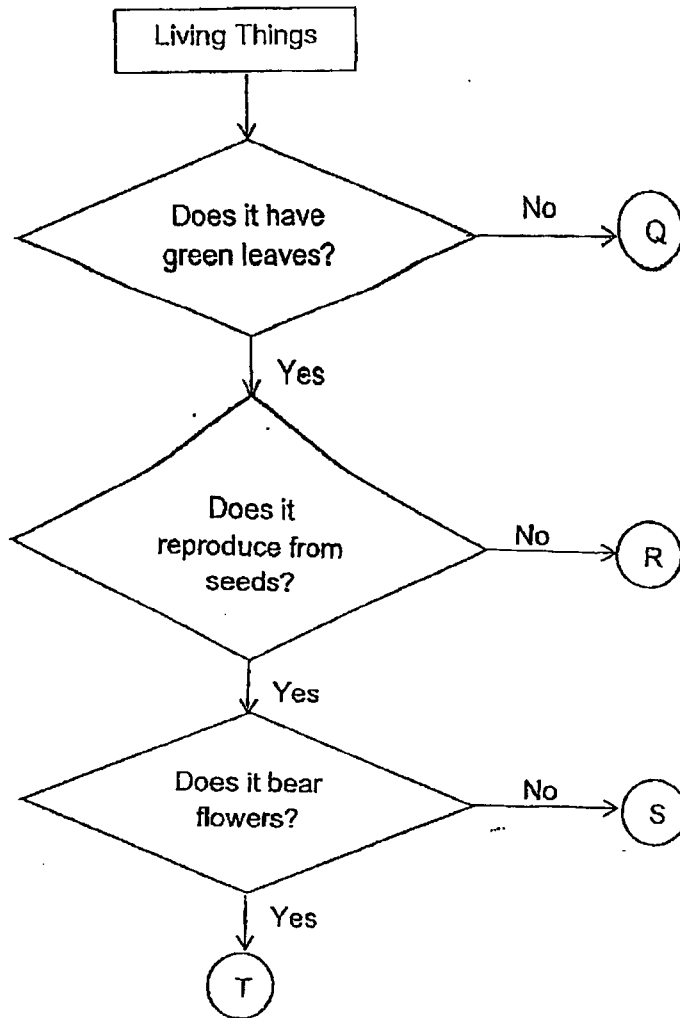 Living Things
Does it have
green leaves?
No
Q
Yes
Does it
reproduce from
seeds?
No
R
Yes
Does it bear
flowers?
No
S
Yes
T